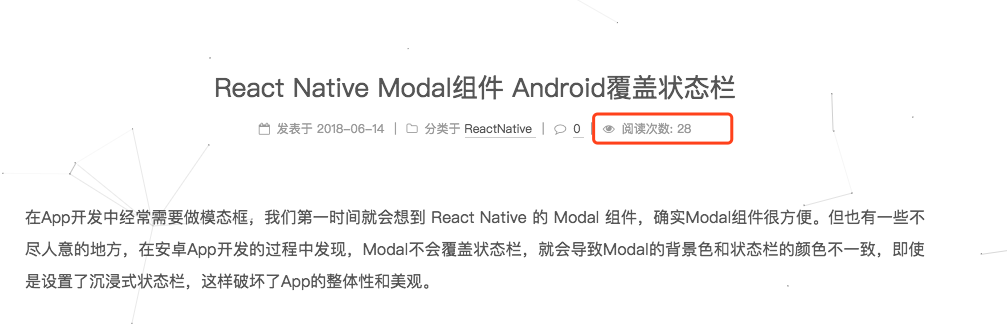 React Native Modal组件 Android覆盖状态栏
发表于 2018-06-14 | 分类于 ReactNative | 0 | 阅读次数: 28
在App开发中经常需要做模态框，我们第一时间就会想到 React Native 的 Modal 组件，确实Modal组件很方便。但也有一些不
尽人意的地方，在安卓App开发的过程中发现，Modal不会覆盖状态栏，就会导致Modal的背景色和状态栏的颜色不一致，即使
是设置了沉浸式状态栏，这样破坏了App的整体性和美观。